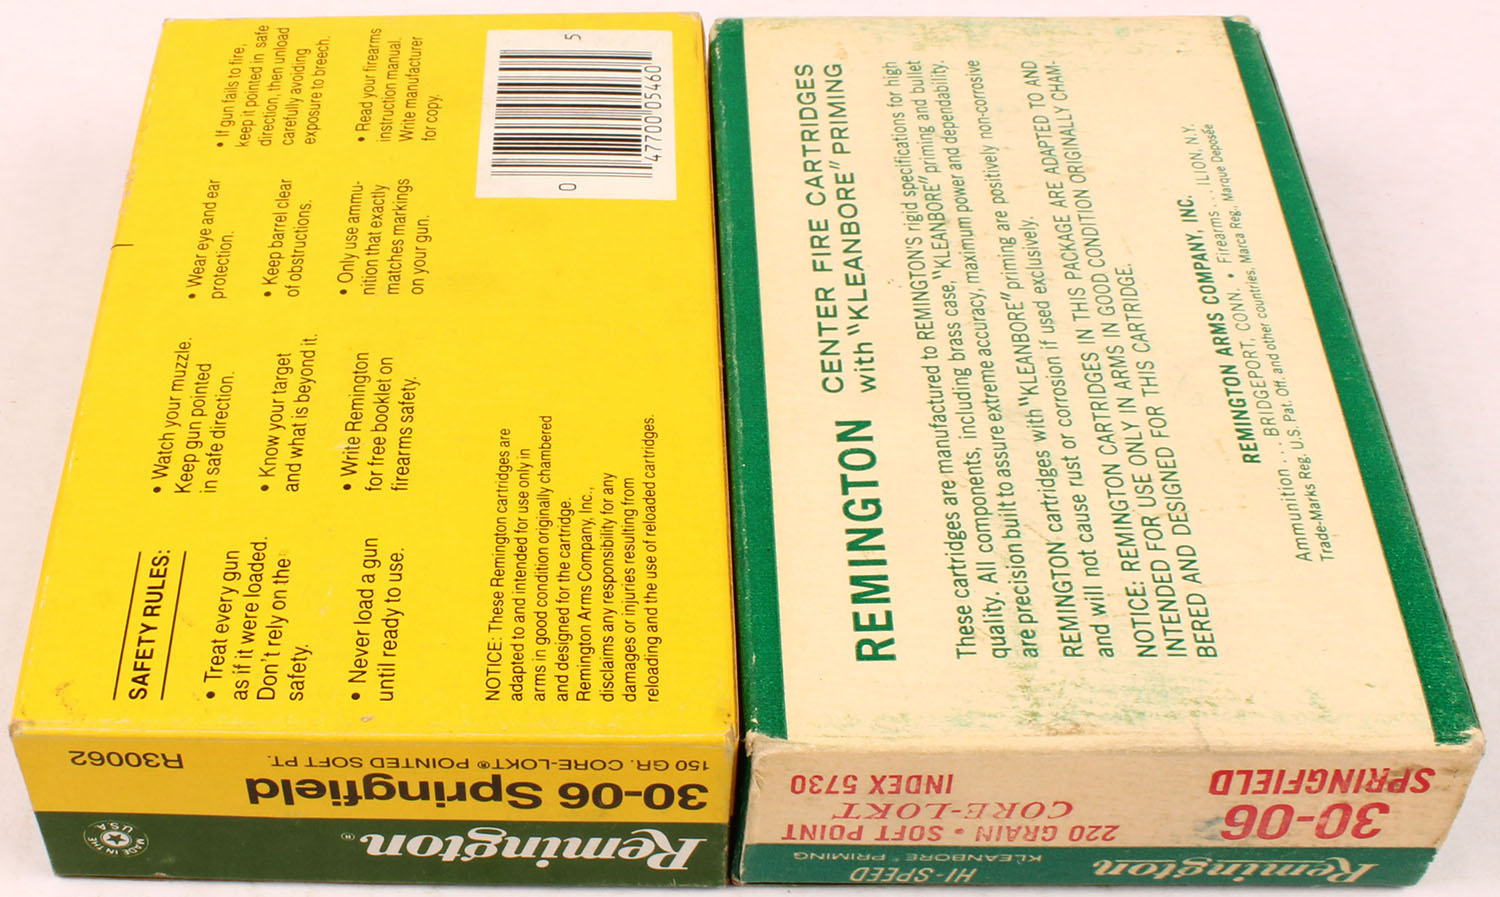 SAFETY RULES:
• Treat every gun
as if it were loaded.
Don't rely on the
safety.
• Never load a gun
until ready to use.
• Watch your muzzle.
Keep gun pointed
in safe direction.
• Know your target
and what is beyond it.
• Write Remington
for free booklet on
firearms safety.
• Wear eye and ear
protection.
• Keep barrel clear
of obstructions.
• Only use ammu-
nition that exactly
matches markings
on your gun.
• If gun fails to fire,
keep it pointed in safe
direction, then unload
carefully avoiding
exposure to breech.
• Read your firearms
instruction manual.
Write manufacturer
for copy.
NOTICE: These Remington cartridges are
adapted to and intended for use only in
arms in good condition originally chambered
and designed for the cartridge.
Remington Arms Company, Inc.,
disclaims any responsibility for any
damages or injuries resulting from
reloading and the use of reloaded cartridges.
0 47700 05460 5
Remington®
MADE IN THE U.S.A.
30-06 Springfield
150 GR. CORE-LOKT® POINTED SOFT PT.
R30062
REMINGTON CENTER FIRE CARTRIDGES
with "KLEANBORE" PRIMING
These cartridges are manufactured to REMINGTON'S rigid specifications for high
quality. All components, including brass case, "KLEANBORE" priming and bullet
are precision built to assure extreme accuracy, maximum power and dependability.
REMINGTON cartridges with "KLEANBORE" priming are positively non-corrosive
and will not cause rust or corrosion if used exclusively.
NOTICE: REMINGTON CARTRIDGES IN THIS PACKAGE ARE ADAPTED TO AND
INTENDED FOR USE ONLY IN ARMS IN GOOD CONDITION ORIGINALLY CHAM-
BERED AND DESIGNED FOR THIS CARTRIDGE.
REMINGTON ARMS COMPANY, INC.
BRIDGEPORT, CONN.
Ammunition . . . • Firearms . . . ILION, N.Y.
Trade-Marks Reg. U.S. Pat. Off. and other countries, Marca Reg., Marque Deposée
Remington
HI-SPEED
KLEANBORE® PRIMING
30-06
SPRINGFIELD
220 GRAIN • SOFT POINT
CORE-LOKT
INDEX 5730